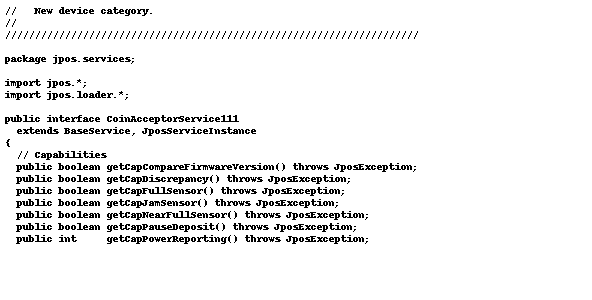 //   New device category.
//
/////////////////////////////////////////////////////////////////////

package jpos.services;

import jpos.*;
import jpos.loader.*;

public interface CoinAcceptorService111
  extends BaseService, JposServiceInstance
{
  // Capabilities
  public boolean getCapCompareFirmwareVersion() throws JposException;
  public boolean getCapDiscrepancy() throws JposException;
  public boolean getCapFullSensor() throws JposException;
  public boolean getCapJamSensor() throws JposException;
  public boolean getCapNearFullSensor() throws JposException;
  public boolean getCapPauseDeposit() throws JposException;
  public int     getCapPowerReporting() throws JposException;